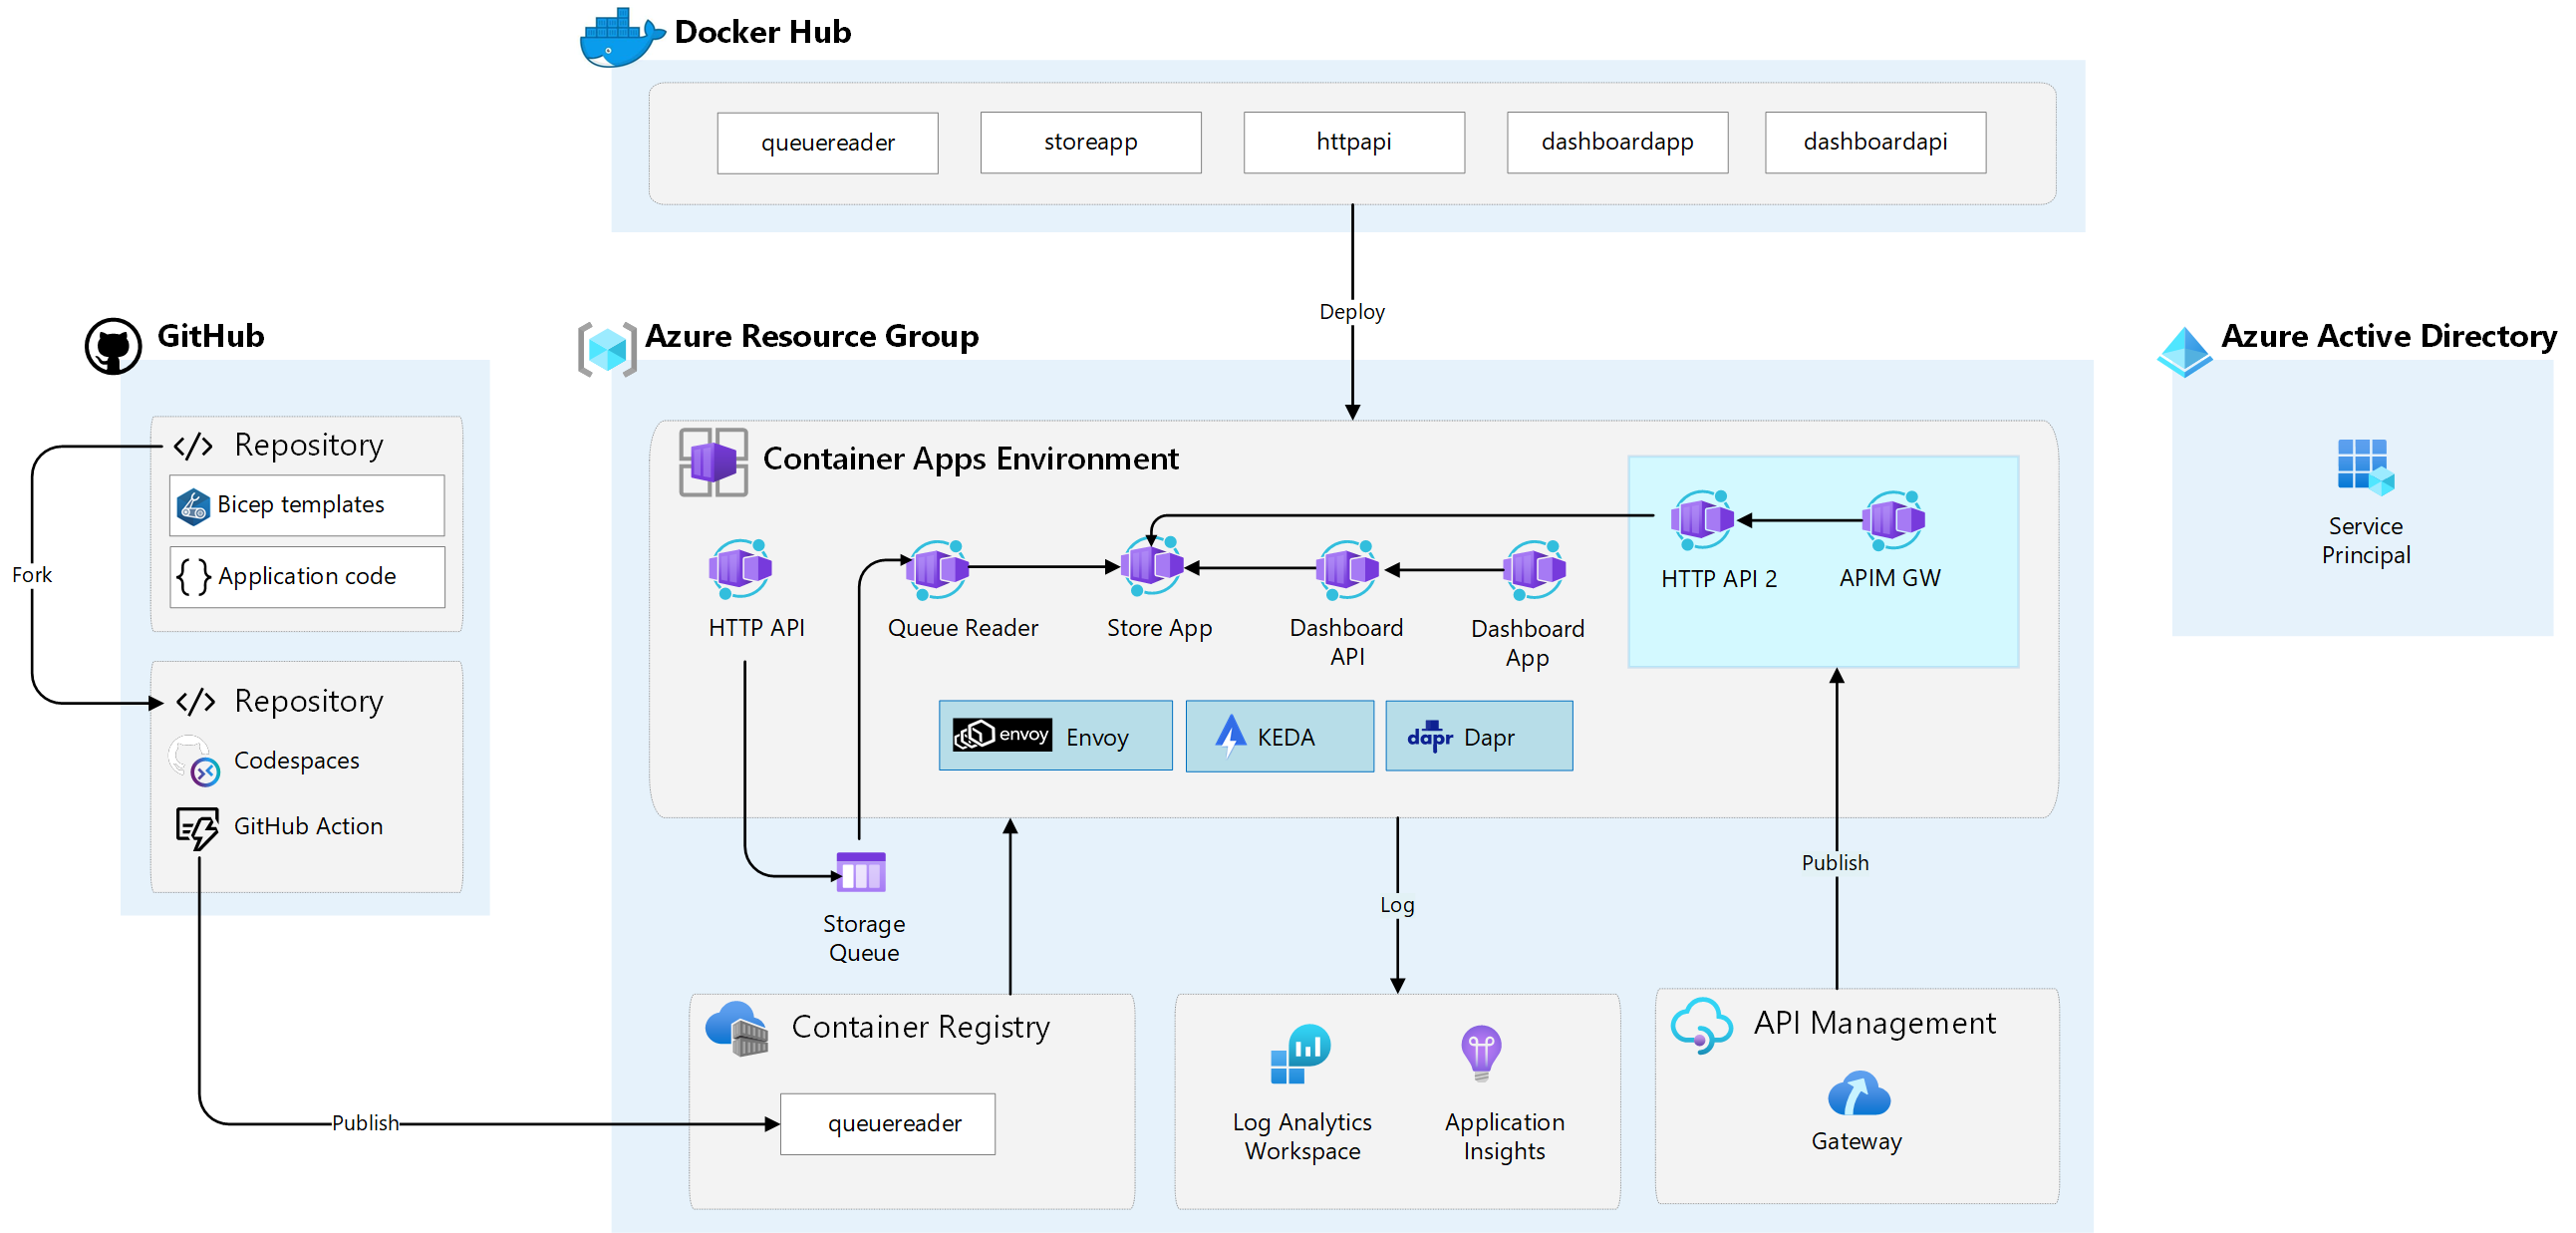 Docker Hub
queuereader
storeapp
httpapi
dashboardapp
dashboardapi
Deploy
GitHub
Repository
Bicep templates
Application code
Fork
Repository
Codespaces
GitHub Action
Publish
Azure Resource Group
Container Apps Environment
HTTP API
Queue Reader
Store App
Dashboard
API
Dashboard
App
HTTP API 2
APIM GW
envoy
Envoy
KEDA
dapr
Dapr
Storage
Queue
Log
Publish
Container Registry
queuereader
Log Analytics
Workspace
Application
Insights
API Management
Gateway
Azure Active Directory
Service
Principal